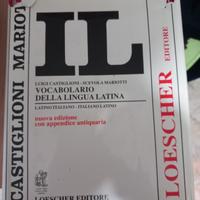 CASTIGLIONI MARIOT
IL
LUIGI CASTIGLIONI - SCEVOLA MARIOTTI
VOCABOLARIO
DELLA LINGUA LATINA
LATINO ITALIANO - ITALIANO LATINO
nuova edizione
con appendice antiquaria
LOESCHER EDITORE
LOESCHER EDITORE